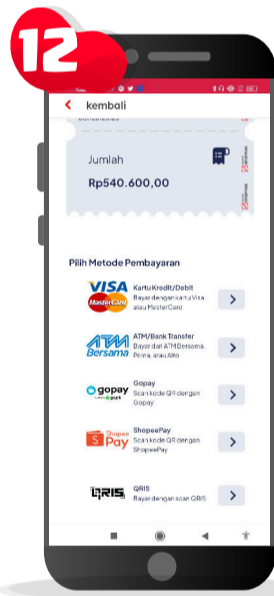 12
kembali
Jumlah
Rp540.600,00
Pilih Metode Pembayaran
VISA
MasterCard
Kartu Kredit/Debit
Bayar dengan kartu Visa
atau MasterCard
ATM
Bersama
ATM/Bank Transfer
Bayar dari ATM Bersama,
Prima, atau Alto
gopay
Gopay
Scan kode QR dengan
Gopay
Shopee
Pay
ShopeePay
Scan kode QR dengan
ShopeePay
QRIS
QRIS
Bayar dengan scan QRIS